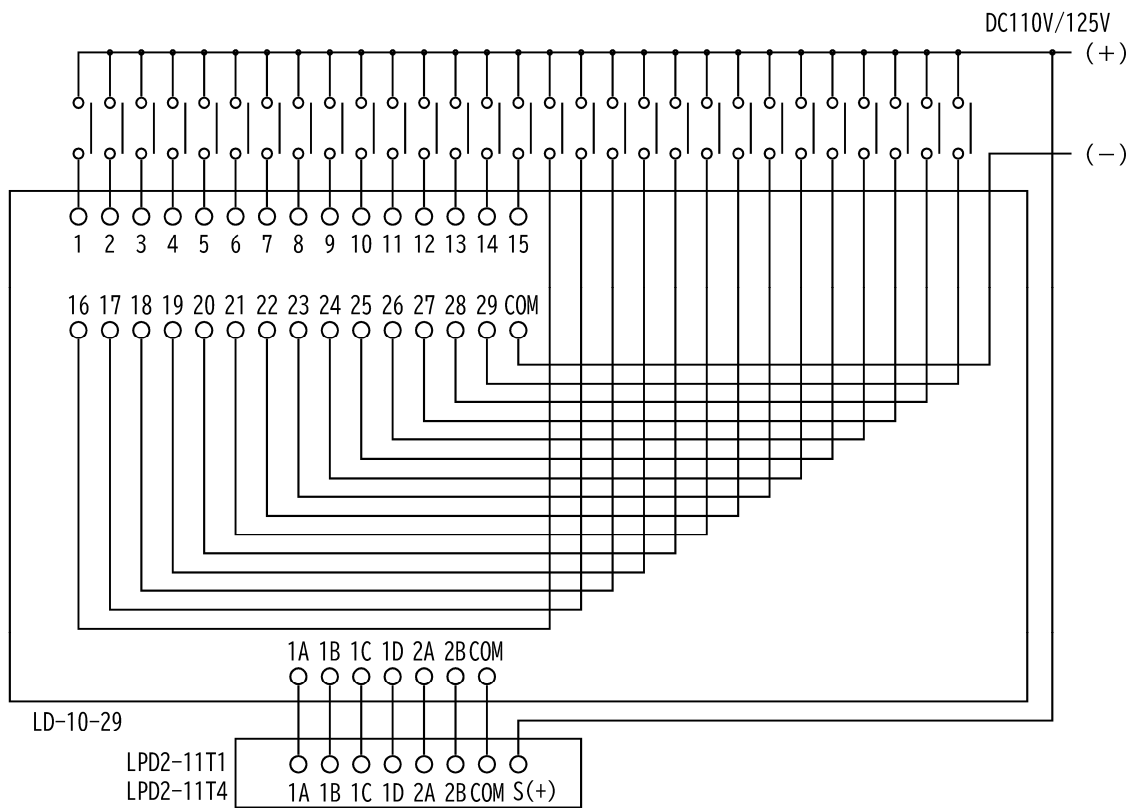 DC110V/125V
(+)
(-)
1 2 3 4 5 6 7 8 9 10 11 12 13 14 15
16 17 18 19 20 21 22 23 24 25 26 27 28 29 COM
1A 1B 1C 1D 2A 2B COM
LD-10-29
LPD2-11T1
LPD2-11T4 1A 1B 1C 1D 2A 2B COM S(+)